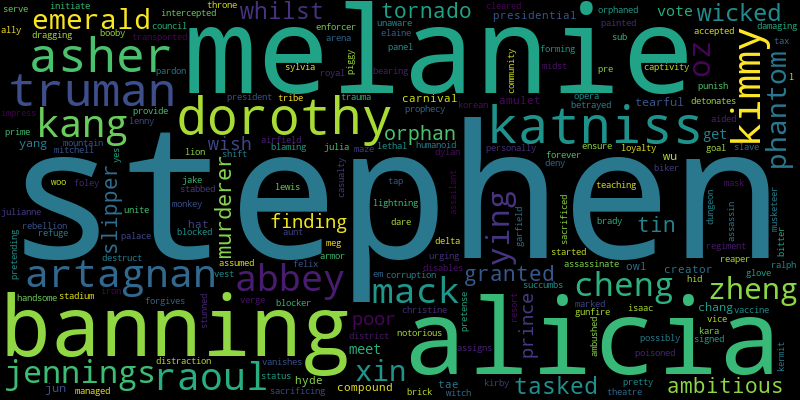 serve initiate throne intercepted whilst tornado cleared orphaned damaging
emerald council booby unaware presidential painted vote wicked
ally dragging transported enforcer elaine arena panel sub accepted tax
asher melanie oz kimmy
piggy community forming midst pre captivity
pardon sylvia royal bearing punish phantom
truman president tribe trauma korean amulet opera detonates 1
impress dorothy carnival prophecy betrayed tearful aided
kang lenny airfield orphan katniss
prime provide wish blaming julia lethal humanoid personally ensure loyalty get goal slave
yang mountain lion shift maze dylan forever wu biker
mitchell yes stephen deny
woo foley jake stabbed aunt lewis tap lightning teaching mask musketeer
julianne slipper monkey murderer casualty dare assailant sacrificed brady dungeon assassin
rebellion unite hat finding ying garfield tin regiment bitter
refuge palace blocked meg delta started reaper
pretending destruct assumed armor urging assassinate owl creator glove ralph
artagnan vest felix em corruption disables granted cheng hid zheng
handsome iron abbey mack succumbs marked
stadium verge blocker christine pretense prince gunfire isaac chang vaccine
banning forgives stunned poor notorious resort ambushed vice kara signed
distraction district assigns alicia possibly poisoned kermit
jennings raoul vanishes meet xin
status hyde tae kirby tasked pretty ambitious
jun managed sacrificing compound brick witch theatre